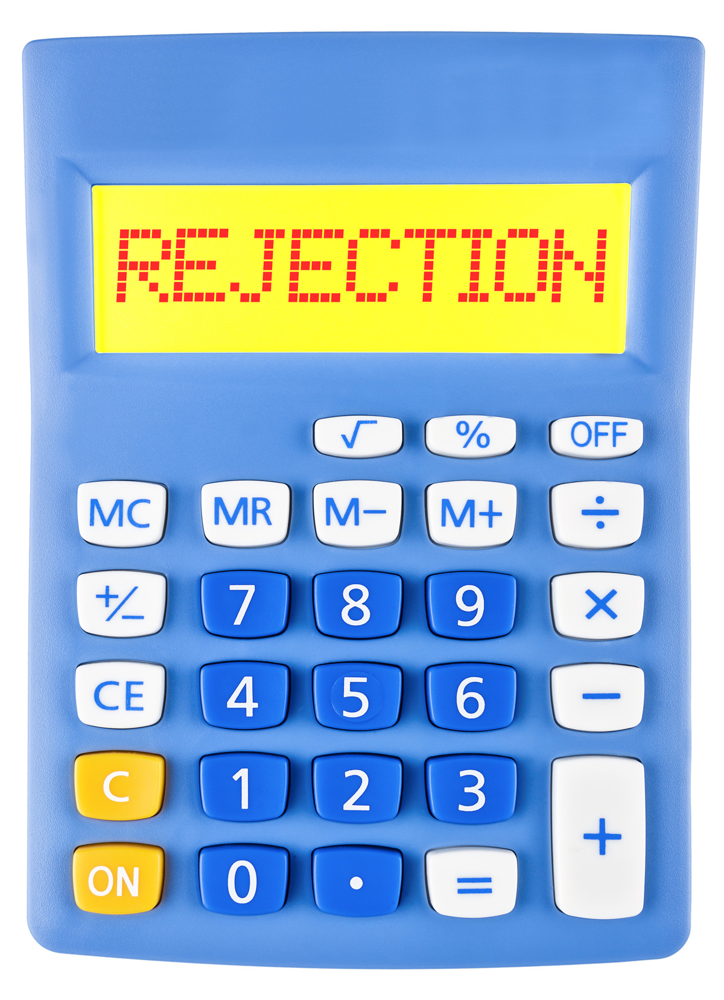 REJECTION
√ % OFF
MC MR M− M+ ÷
+/− 7 8 9 ×
CE 4 5 6 −
C 1 2 3 +
ON 0 . =